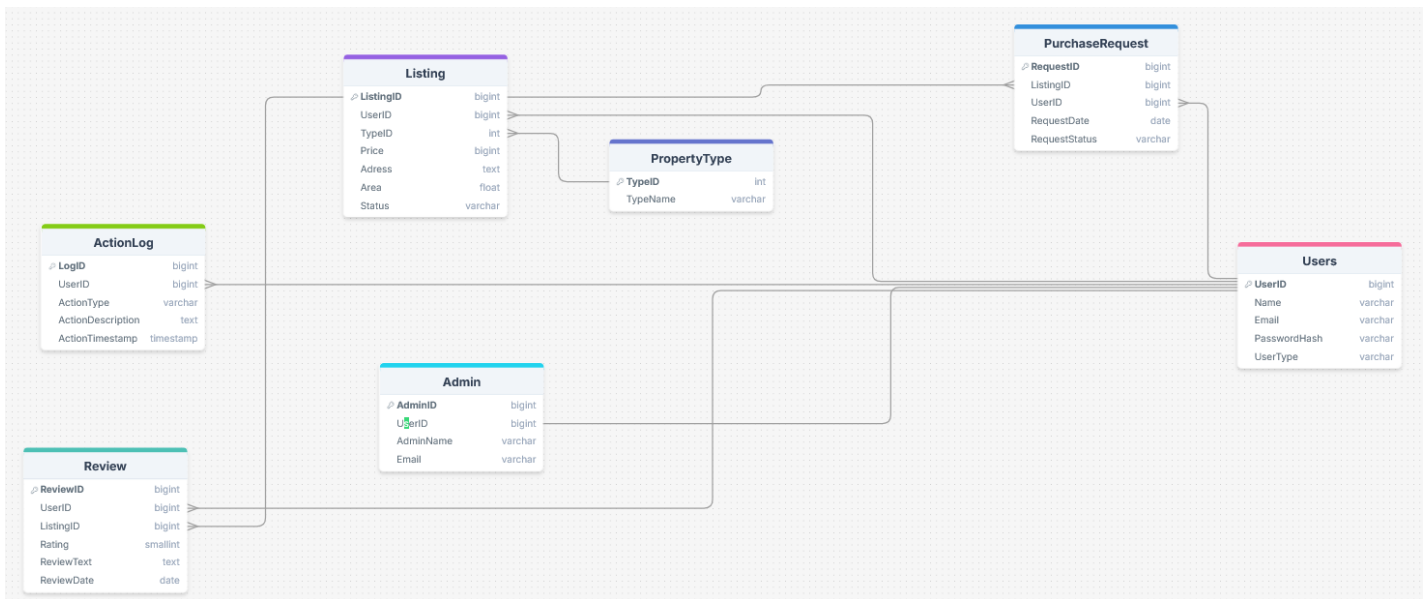 PurchaseRequest
RequestID bigint
ListingID bigint
UserID bigint
RequestDate date
RequestStatus varchar
Listing
ListingID bigint
UserID bigint
TypeID int
Price bigint
Adress text
Area float
Status varchar
PropertyType
TypeID int
TypeName varchar
ActionLog
LogID bigint
UserID bigint
ActionType varchar
ActionDescription text
ActionTimestamp timestamp
Users
UserID bigint
Name varchar
Email varchar
PasswordHash varchar
UserType varchar
Admin
AdminID bigint
UserID bigint
AdminName varchar
Email varchar
Review
ReviewID bigint
UserID bigint
ListingID bigint
Rating smallint
ReviewText text
ReviewDate date